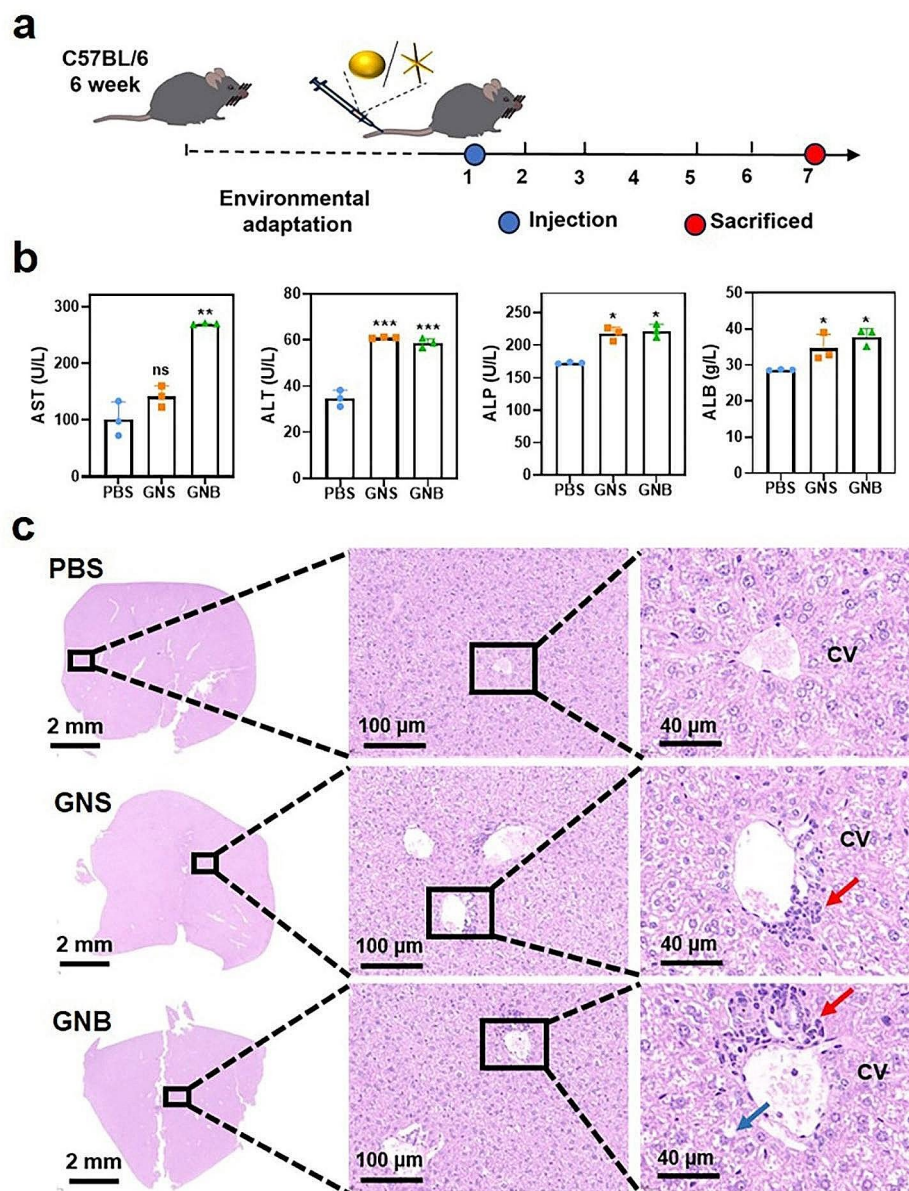 a
C57BL/6
6 week
1 2 3 4 5 6 7
Environmental
adaptation
Injection
Sacrificed
b
AST (U/L)
300
200
100
0
ns
**
PBS GNS GNB
ALT (U/L)
80
60
40
20
0
***
***
PBS GNS GNB
ALP (U/L)
250
200
150
100
50
0
*
*
PBS GNS GNB
ALB (g/L)
50
40
30
20
10
0
*
*
PBS GNS GNB
c
PBS
2 mm
100 µm
CV
40 µm
GNS
2 mm
100 µm
CV
40 µm
GNB
2 mm
100 µm
CV
40 µm